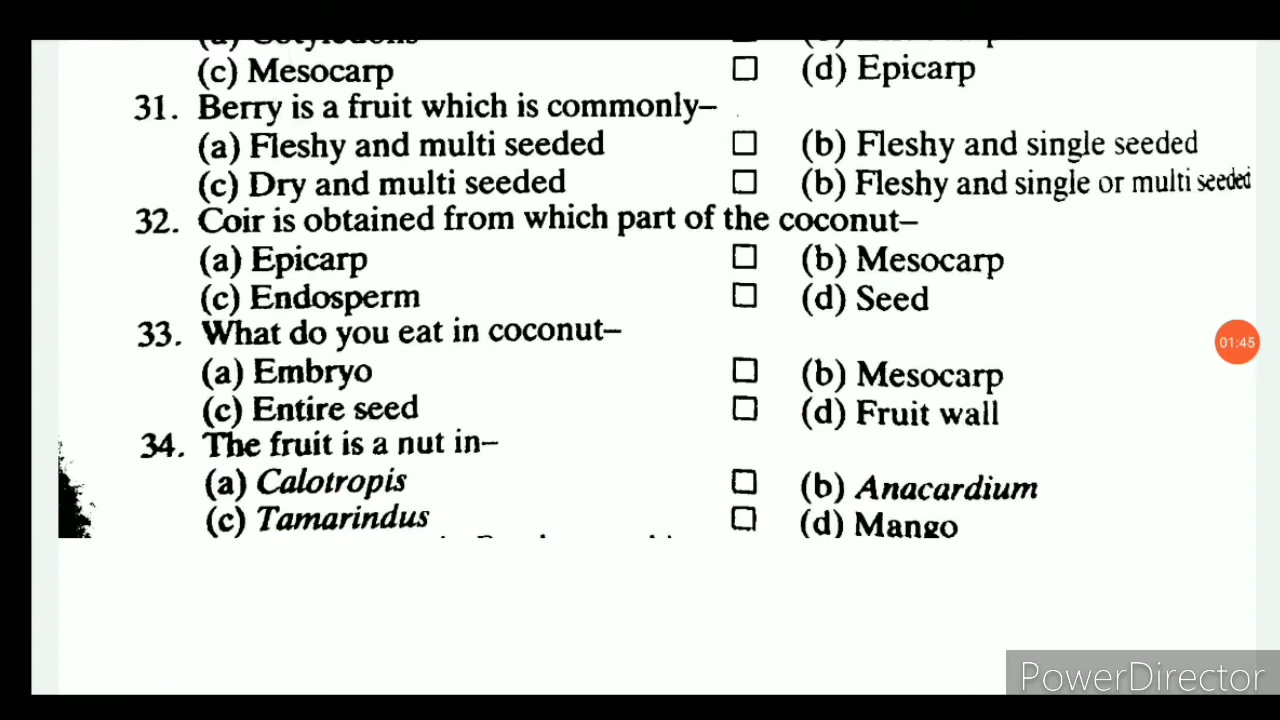 (c) Mesocarp (d) Epicarp
31. Berry is a fruit which is commonly–
(a) Fleshy and multi seeded (b) Fleshy and single seeded
(c) Dry and multi seeded (b) Fleshy and single or multi seeded
32. Coir is obtained from which part of the coconut–
(a) Epicarp (b) Mesocarp
(c) Endosperm (d) Seed
33. What do you eat in coconut–
(a) Embryo (b) Mesocarp
(c) Entire seed (d) Fruit wall
01:45
34. The fruit is a nut in–
(a) Calotropis (b) Anacardium
(c) Tamarindus (d) Mango
PowerDirector